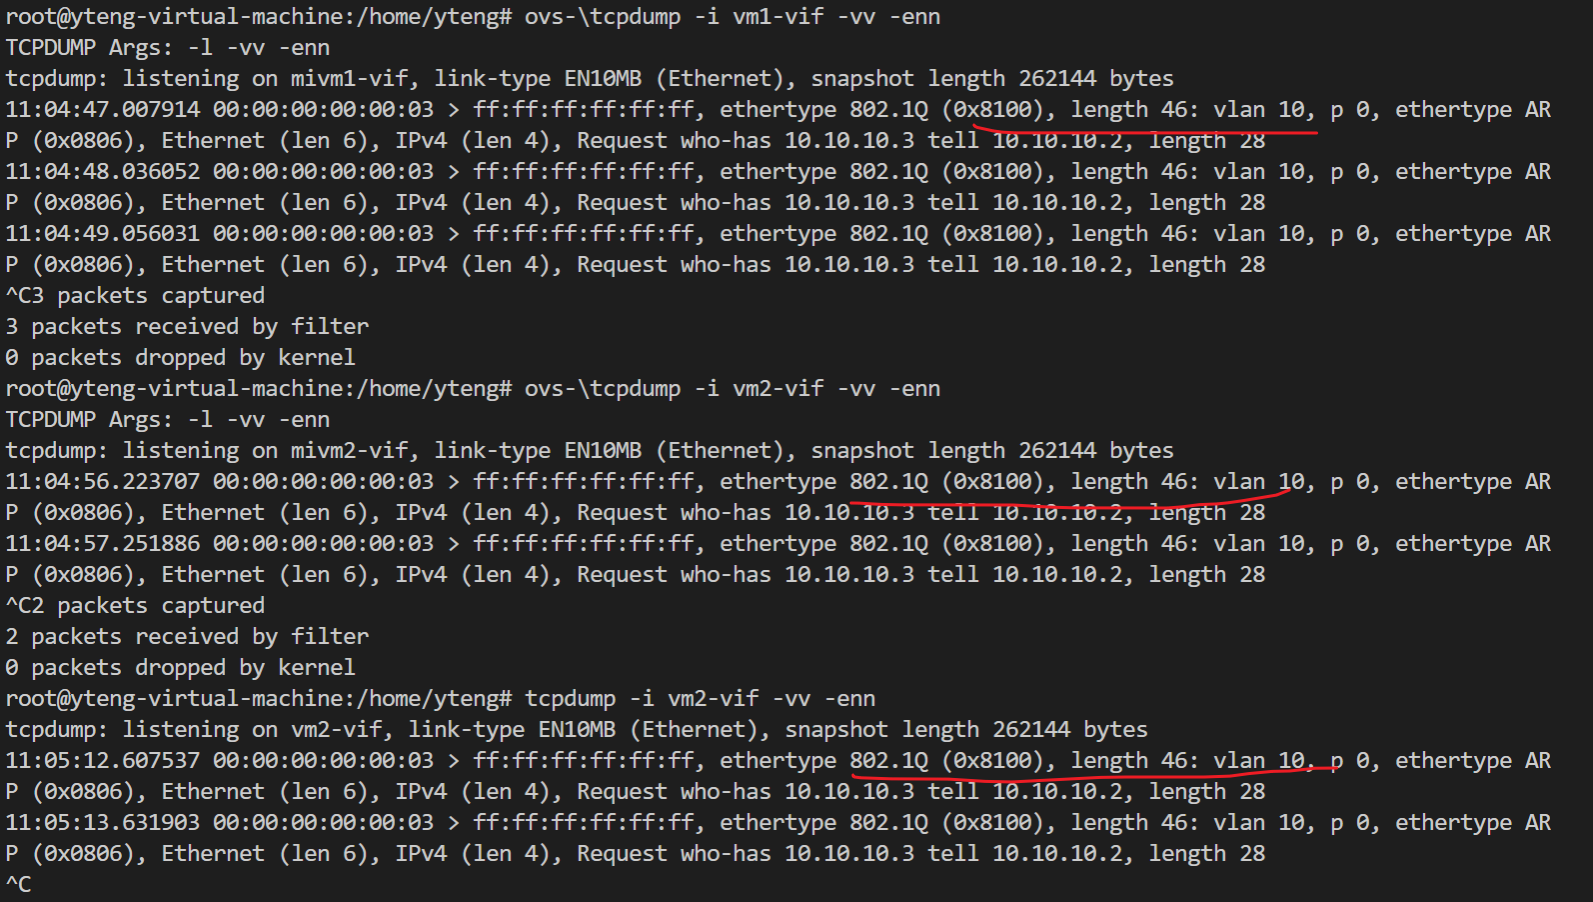 root@yteng-virtual-machine:/home/yteng# ovs-\tcpdump -i vm1-vif -vv -enn
TCPDUMP Args: -l -vv -enn
tcpdump: listening on mivm1-vif, link-type EN10MB (Ethernet), snapshot length 262144 bytes
11:04:47.007914 00:00:00:00:00:03 > ff:ff:ff:ff:ff:ff, ethertype 802.1Q (0x8100), length 46: vlan 10, p 0, ethertype AR
P (0x0806), Ethernet (len 6), IPv4 (len 4), Request who-has 10.10.10.3 tell 10.10.10.2, length 28
11:04:48.036052 00:00:00:00:00:03 > ff:ff:ff:ff:ff:ff, ethertype 802.1Q (0x8100), length 46: vlan 10, p 0, ethertype AR
P (0x0806), Ethernet (len 6), IPv4 (len 4), Request who-has 10.10.10.3 tell 10.10.10.2, length 28
11:04:49.056031 00:00:00:00:00:03 > ff:ff:ff:ff:ff:ff, ethertype 802.1Q (0x8100), length 46: vlan 10, p 0, ethertype AR
P (0x0806), Ethernet (len 6), IPv4 (len 4), Request who-has 10.10.10.3 tell 10.10.10.2, length 28
^C3 packets captured
3 packets received by filter
0 packets dropped by kernel
root@yteng-virtual-machine:/home/yteng# ovs-\tcpdump -i vm2-vif -vv -enn
TCPDUMP Args: -l -vv -enn
tcpdump: listening on mivm2-vif, link-type EN10MB (Ethernet), snapshot length 262144 bytes
11:04:56.223707 00:00:00:00:00:03 > ff:ff:ff:ff:ff:ff, ethertype 802.1Q (0x8100), length 46: vlan 10, p 0, ethertype AR
P (0x0806), Ethernet (len 6), IPv4 (len 4), Request who-has 10.10.10.3 tell 10.10.10.2, length 28
11:04:57.251886 00:00:00:00:00:03 > ff:ff:ff:ff:ff:ff, ethertype 802.1Q (0x8100), length 46: vlan 10, p 0, ethertype AR
P (0x0806), Ethernet (len 6), IPv4 (len 4), Request who-has 10.10.10.3 tell 10.10.10.2, length 28
^C2 packets captured
2 packets received by filter
0 packets dropped by kernel
root@yteng-virtual-machine:/home/yteng# tcpdump -i vm2-vif -vv -enn
tcpdump: listening on vm2-vif, link-type EN10MB (Ethernet), snapshot length 262144 bytes
11:05:12.607537 00:00:00:00:00:03 > ff:ff:ff:ff:ff:ff, ethertype 802.1Q (0x8100), length 46: vlan 10, p 0, ethertype AR
P (0x0806), Ethernet (len 6), IPv4 (len 4), Request who-has 10.10.10.3 tell 10.10.10.2, length 28
11:05:13.631903 00:00:00:00:00:03 > ff:ff:ff:ff:ff:ff, ethertype 802.1Q (0x8100), length 46: vlan 10, p 0, ethertype AR
P (0x0806), Ethernet (len 6), IPv4 (len 4), Request who-has 10.10.10.3 tell 10.10.10.2, length 28
^C